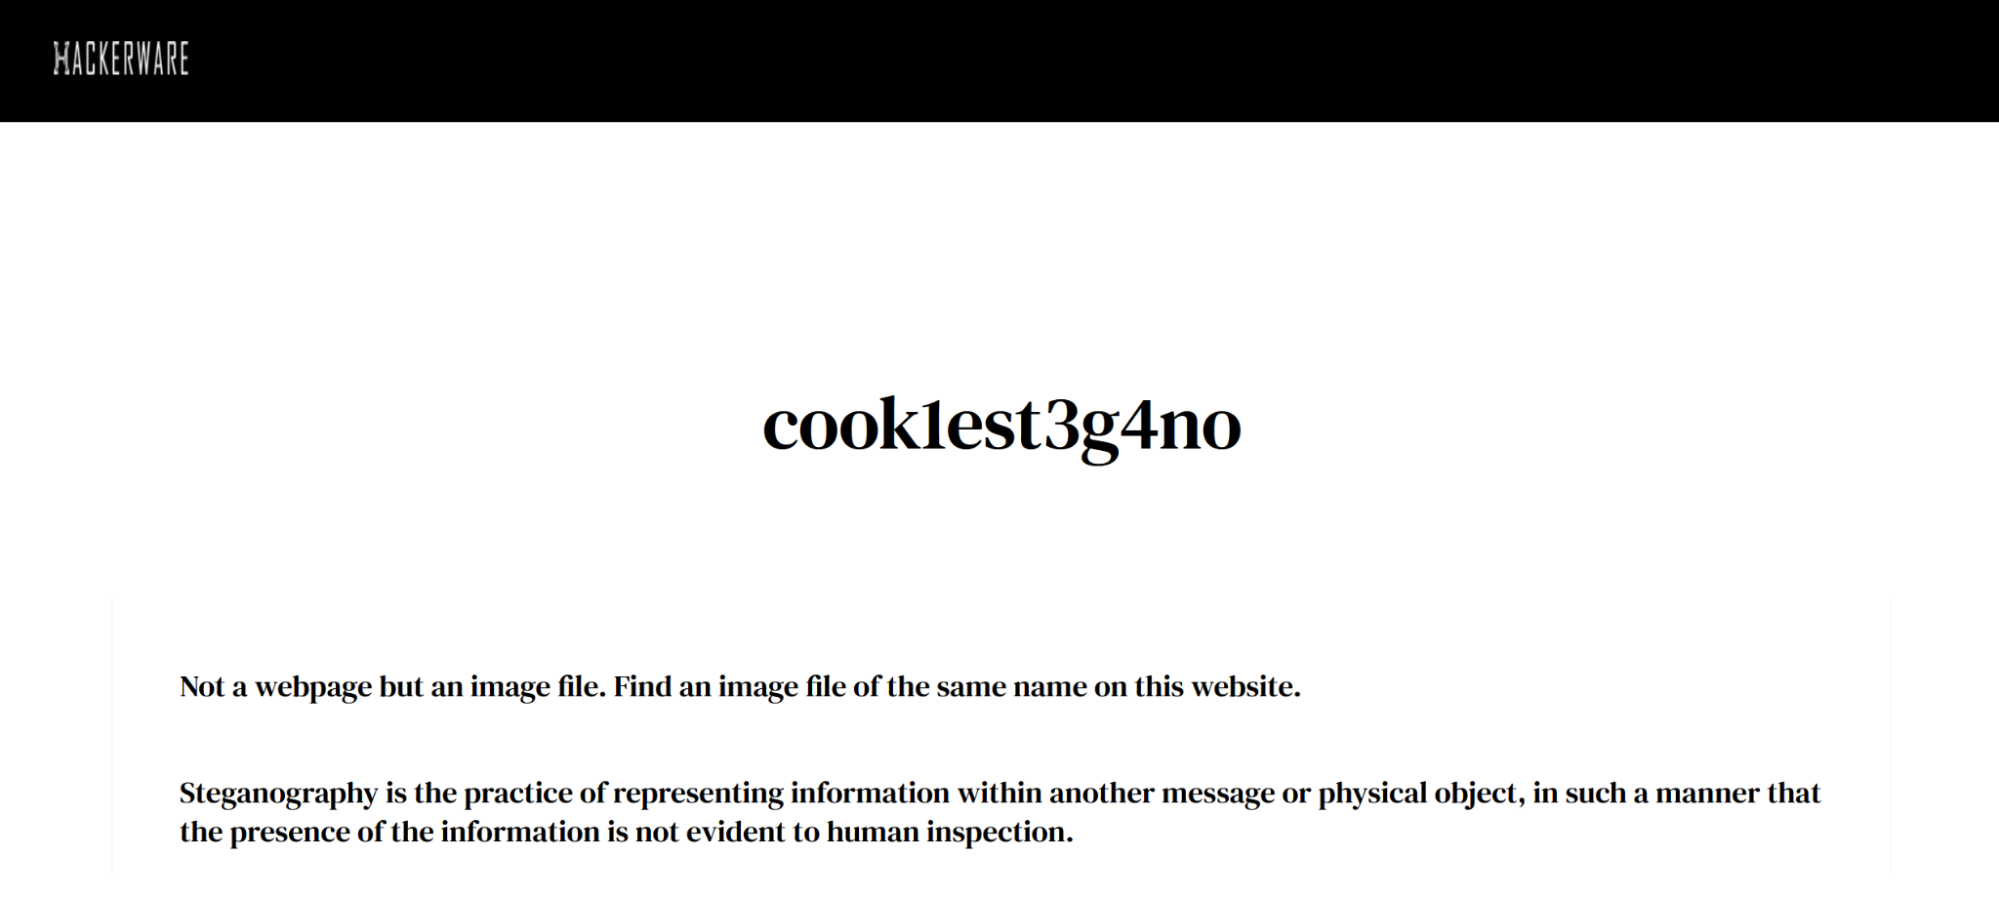 HACKERWARE
cook1est3g4no
Not a webpage but an image file. Find an image file of the same name on this website.
Steganography is the practice of representing information within another message or physical object, in such a manner that
the presence of the information is not evident to human inspection.